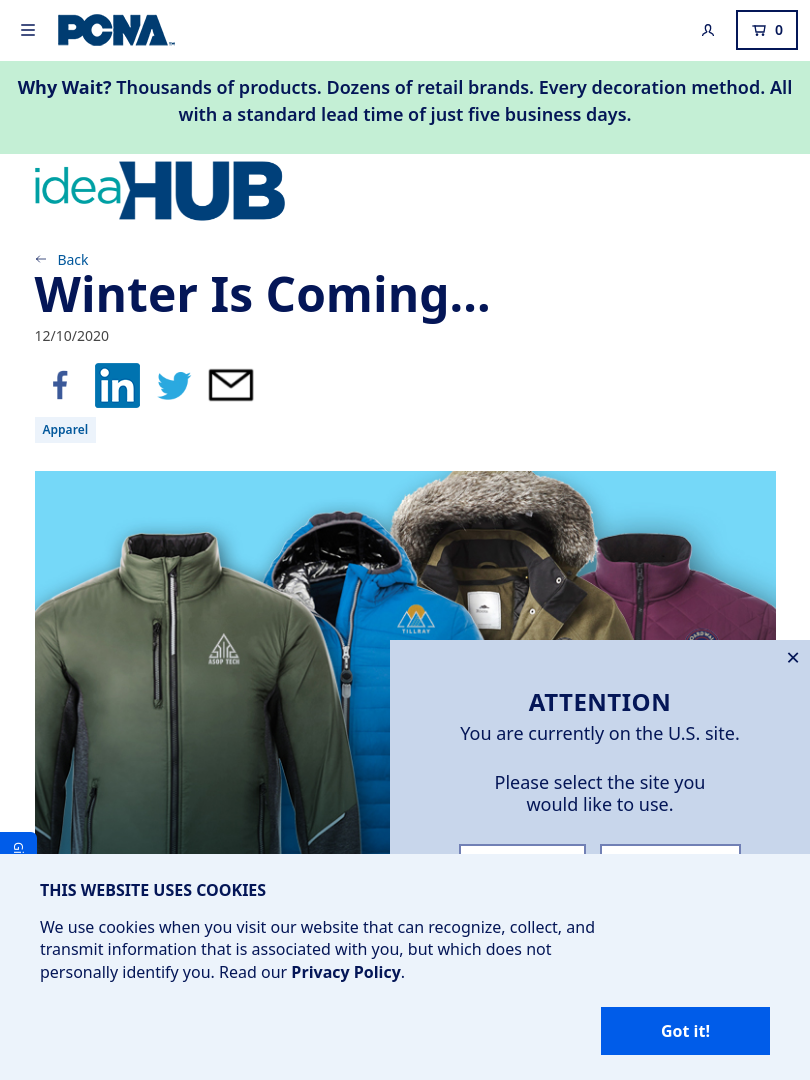 PCNA
0
Why Wait? Thousands of products. Dozens of retail brands. Every decoration method. All
with a standard lead time of just five business days.
ideaHUB
Back
Winter Is Coming...
12/10/2020
Apparel
ASOP TECH
TILLRAY
ATTENTION
You are currently on the U.S. site.
Please select the site you
would like to use.
THIS WEBSITE USES COOKIES
We use cookies when you visit our website that can recognize, collect, and
transmit information that is associated with you, but which does not
personally identify you. Read our Privacy Policy.
Got it!